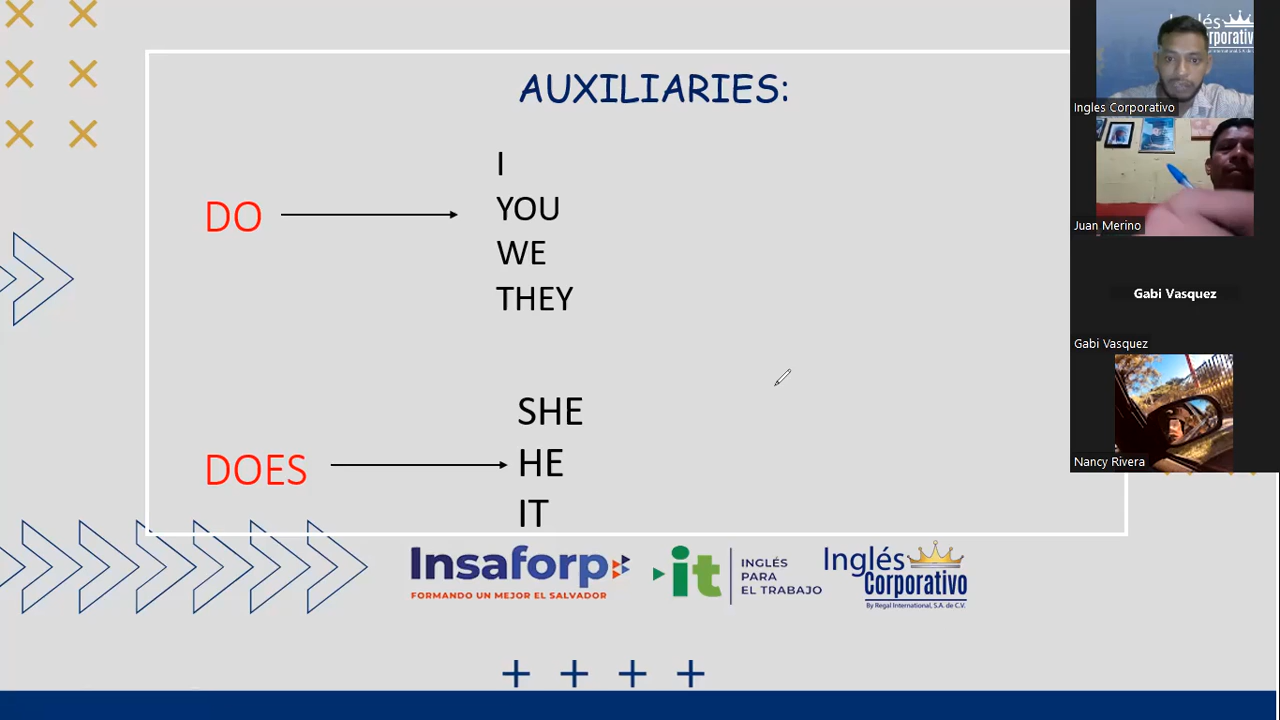 AUXILIARIES:
DO
I
YOU
WE
THEY
DOES
SHE
HE
IT
Insaforp
FORMANDO UN MEJOR EL SALVADOR
it
INGLÉS
PARA
EL TRABAJO
Inglés
Corporativo
By Regal International, S.A. de C.V.
Ingles Corporativo
Juan Merino
Gabi Vasquez
Gabi Vasquez
Nancy Rivera